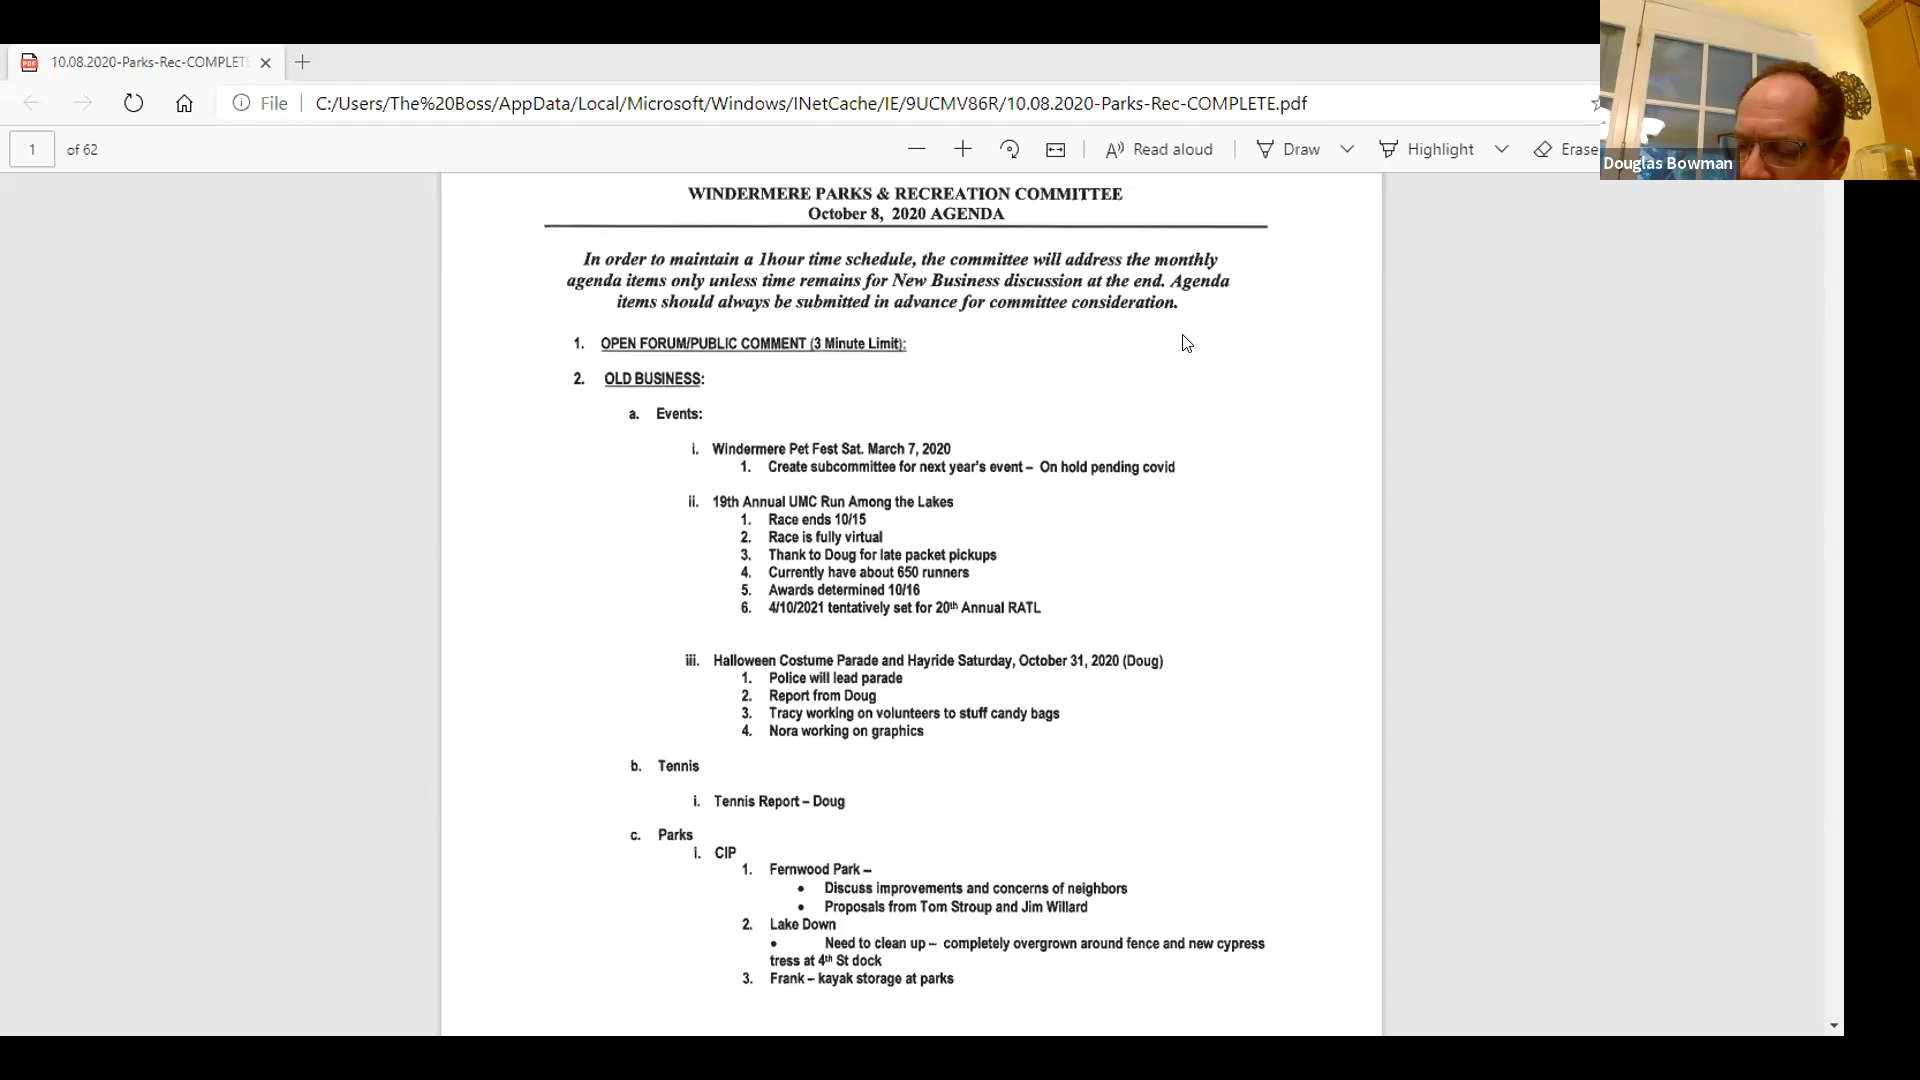 10.08.2020-Parks-Rec-COMPLET
File
C:/Users/The%20Boss/AppData/Local/Microsoft/Windows/INetCache/IE/9UCMV86R/10.08.2020-Parks-Rec-COMPLETE.pdf
1 of 62
Read aloud
Draw
Highlight
Erase
Douglas Bowman
WINDERMERE PARKS & RECREATION COMMITTEE
October 8, 2020 AGENDA
In order to maintain a 1hour time schedule, the committee will address the monthly
agenda items only unless time remains for New Business discussion at the end. Agenda
items should always be submitted in advance for committee consideration.
1. OPEN FORUM/PUBLIC COMMENT (3 Minute Limit):
2. OLD BUSINESS:
a. Events:
i. Windermere Pet Fest Sat. March 7, 2020
1. Create subcommittee for next year's event – On hold pending covid
ii. 19th Annual UMC Run Among the Lakes
1. Race ends 10/15
2. Race is fully virtual
3. Thank to Doug for late packet pickups
4. Currently have about 650 runners
5. Awards determined 10/16
6. 4/10/2021 tentatively set for 20th Annual RATL
iii. Halloween Costume Parade and Hayride Saturday, October 31, 2020 (Doug)
1. Police will lead parade
2. Report from Doug
3. Tracy working on volunteers to stuff candy bags
4. Nora working on graphics
b. Tennis
i. Tennis Report – Doug
c. Parks
i. CIP
1. Fernwood Park –
• Discuss improvements and concerns of neighbors
• Proposals from Tom Stroup and Jim Willard
2. Lake Down
• Need to clean up – completely overgrown around fence and new cypress
tress at 4th St dock
3. Frank – kayak storage at parks